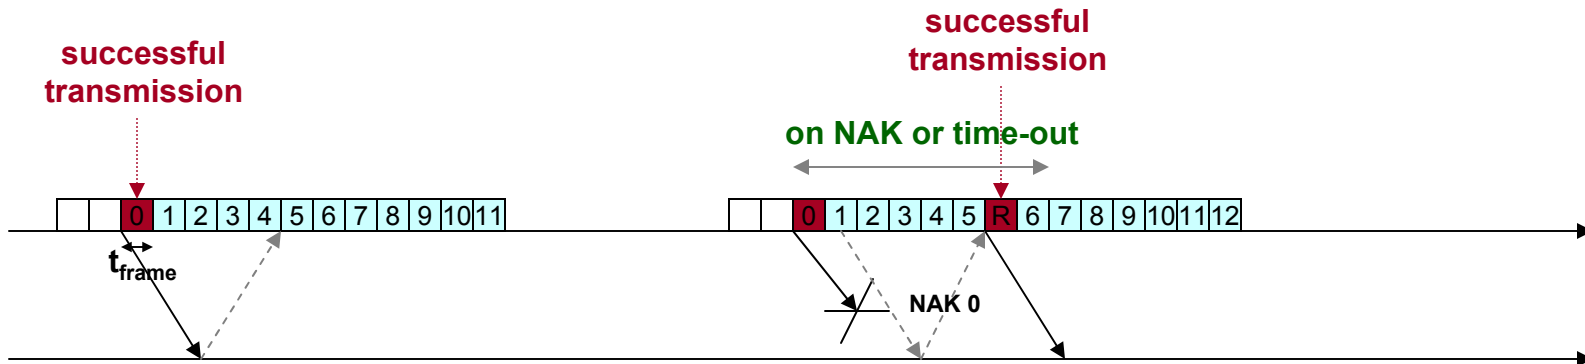 successful
transmission
successful
transmission
on NAK or time-out
0 1 2 3 4 5 6 7 8 9 10 11
0 1 2 3 4 5 R 6 7 8 9 10 11 12
tframe
NAK 0